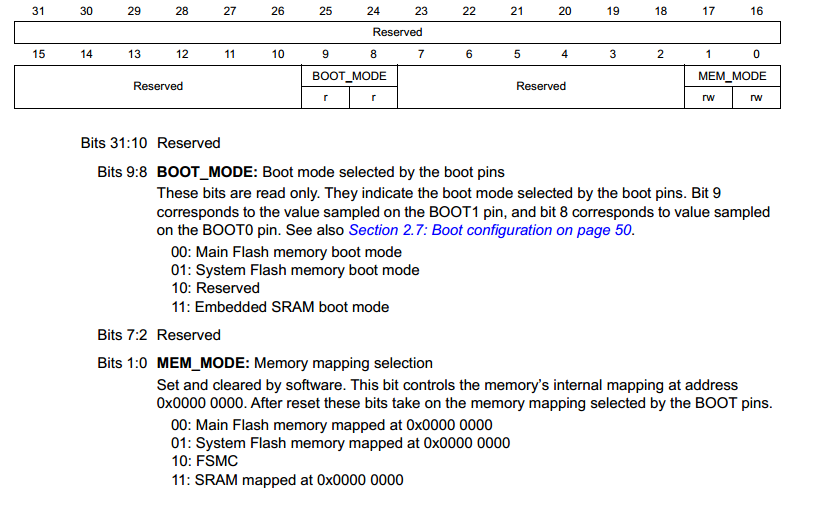 31 30 29 28 27 26 25 24 23 22 21 20 19 18 17 16
Reserved
15 14 13 12 11 10 9 8 7 6 5 4 3 2 1 0
Reserved BOOT_MODE Reserved MEM_MODE
r r rw rw
Bits 31:10 Reserved
Bits 9:8 BOOT_MODE: Boot mode selected by the boot pins
These bits are read only. They indicate the boot mode selected by the boot pins. Bit 9
corresponds to the value sampled on the BOOT1 pin, and bit 8 corresponds to value sampled
on the BOOT0 pin. See also Section 2.7: Boot configuration on page 50.
00: Main Flash memory boot mode
01: System Flash memory boot mode
10: Reserved
11: Embedded SRAM boot mode
Bits 7:2 Reserved
Bits 1:0 MEM_MODE: Memory mapping selection
Set and cleared by software. This bit controls the memory's internal mapping at address
0x0000 0000. After reset these bits take on the memory mapping selected by the BOOT pins.
00: Main Flash memory mapped at 0x0000 0000
01: System Flash memory mapped at 0x0000 0000
10: FSMC
11: SRAM mapped at 0x0000 0000